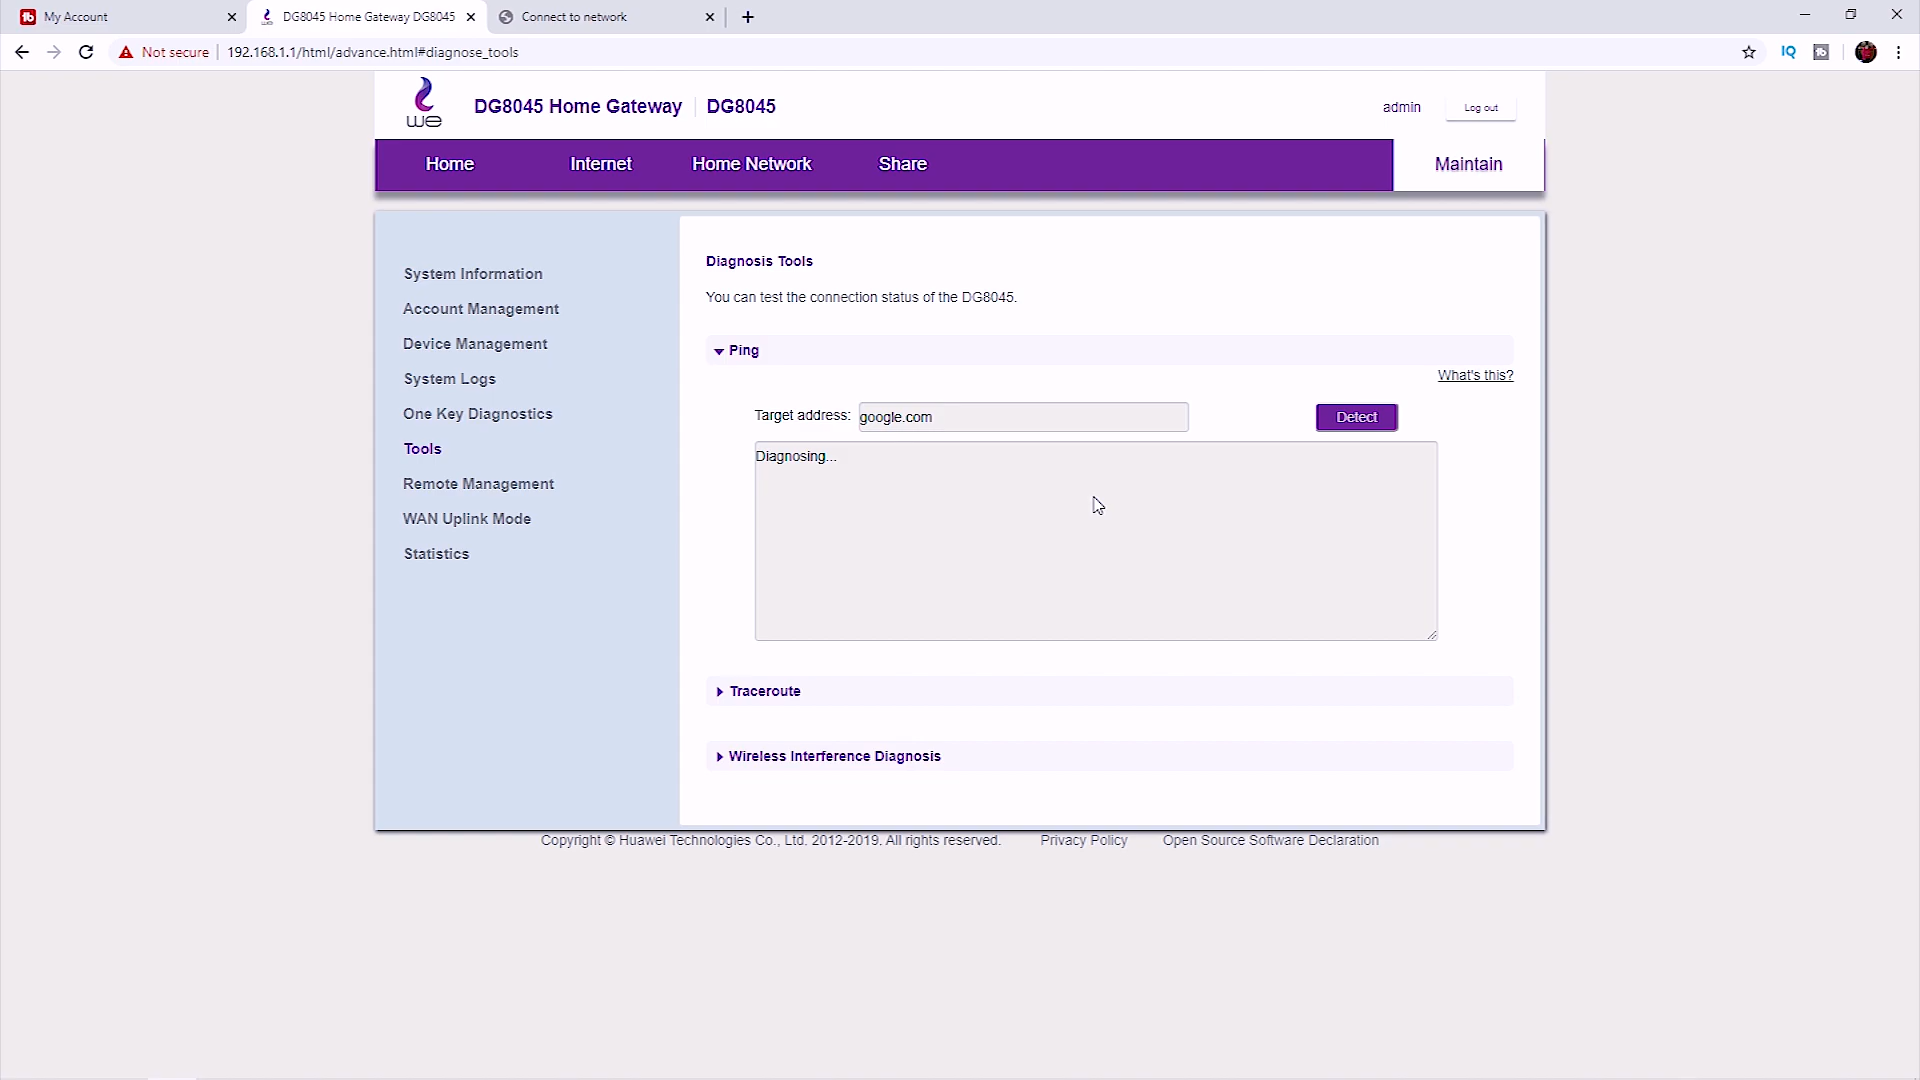 My Account
DG8045 Home Gateway DG8045
Connect to network
Not secure
192.168.1.1/html/advance.html#diagnose_tools
IQ
we
DG8045 Home Gateway
DG8045
admin
Log out
Home
Internet
Home Network
Share
Maintain
System Information
Account Management
Device Management
System Logs
One Key Diagnostics
Tools
Remote Management
WAN Uplink Mode
Statistics
Diagnosis Tools
You can test the connection status of the DG8045.
Ping
What's this?
Target address:
google.com
Detect
Diagnosing...
Traceroute
Wireless Interference Diagnosis
Copyright © Huawei Technologies Co., Ltd. 2012-2019. All rights reserved.
Privacy Policy
Open Source Software Declaration